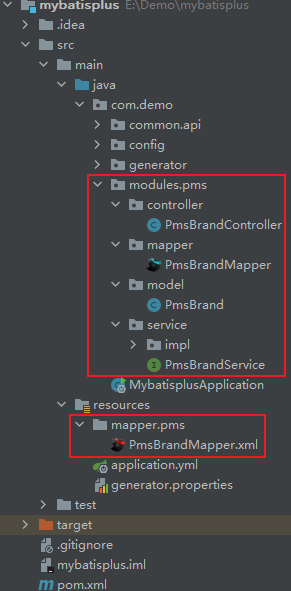 mybatisplus E:\Demo\mybatisplus
.idea
src
main
java
com.demo
common.api
config
generator
modules.pms
controller
PmsBrandController
mapper
PmsBrandMapper
model
PmsBrand
service
impl
PmsBrandService
MybatisplusApplication
resources
mapper.pms
PmsBrandMapper.xml
application.yml
generator.properties
test
target
.gitignore
mybatisplus.iml
pom.xml